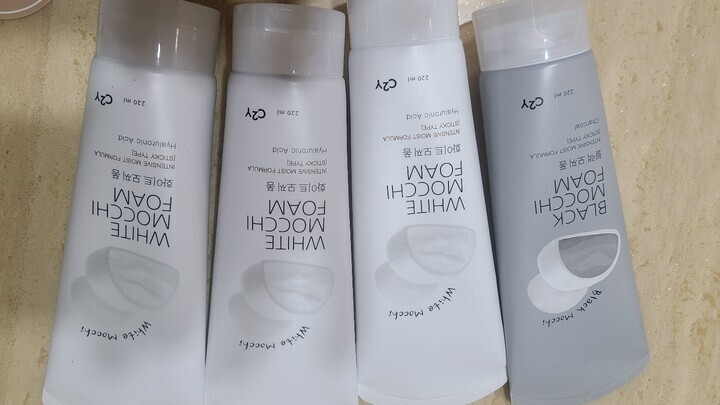 White Mocchi
WHITE
MOCCHI
FOAM
화이트 모찌 폼
INTENSIVE MOIST FORMULA
[STICKY TYPE]
Hyaluronic Acid
C2Y
220 ml
White Mocchi
WHITE
MOCCHI
FOAM
화이트 모찌 폼
INTENSIVE MOIST FORMULA
[STICKY TYPE]
Hyaluronic Acid
C2Y
220 ml
White Mocchi
WHITE
MOCCHI
FOAM
화이트 모찌 폼
INTENSIVE MOIST FORMULA
[STICKY TYPE]
Hyaluronic Acid
C2Y
220 ml
Black Mocchi
BLACK
MOCCHI
FOAM
블랙 모찌 폼
INTENSIVE MOIST FORMULA
[STICKY TYPE]
Charcoal
C2Y
220 ml